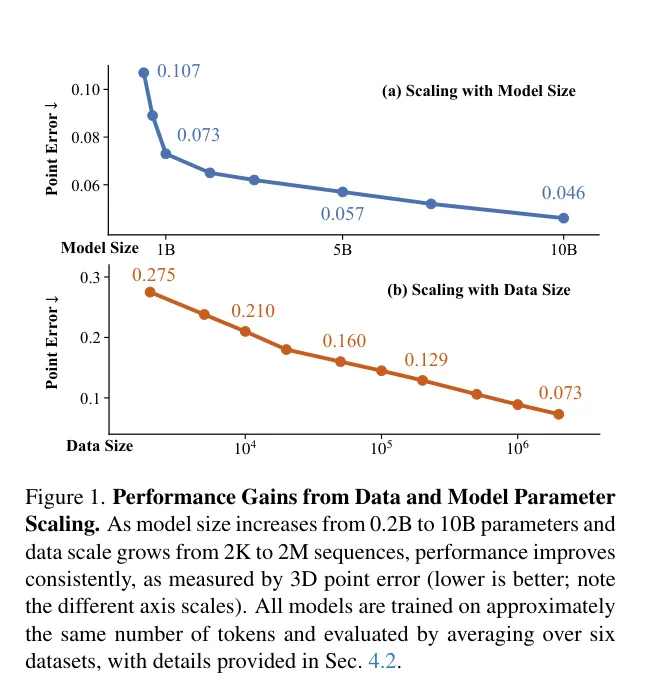 0.107
0.10
(a) Scaling with Model Size
Point Error↓
0.08
0.073
0.06
0.046
0.057
Model Size
1B
5B
10B
0.3
0.275
(b) Scaling with Data Size
0.210
Point Error↓
0.2
0.160
0.129
0.1
0.073
Data Size
10⁴
10⁵
10⁶
Figure 1. Performance Gains from Data and Model Parameter
Scaling. As model size increases from 0.2B to 10B parameters and
data scale grows from 2K to 2M sequences, performance improves
consistently, as measured by 3D point error (lower is better; note
the different axis scales). All models are trained on approximately
the same number of tokens and evaluated by averaging over six
datasets, with details provided in Sec. 4.2.